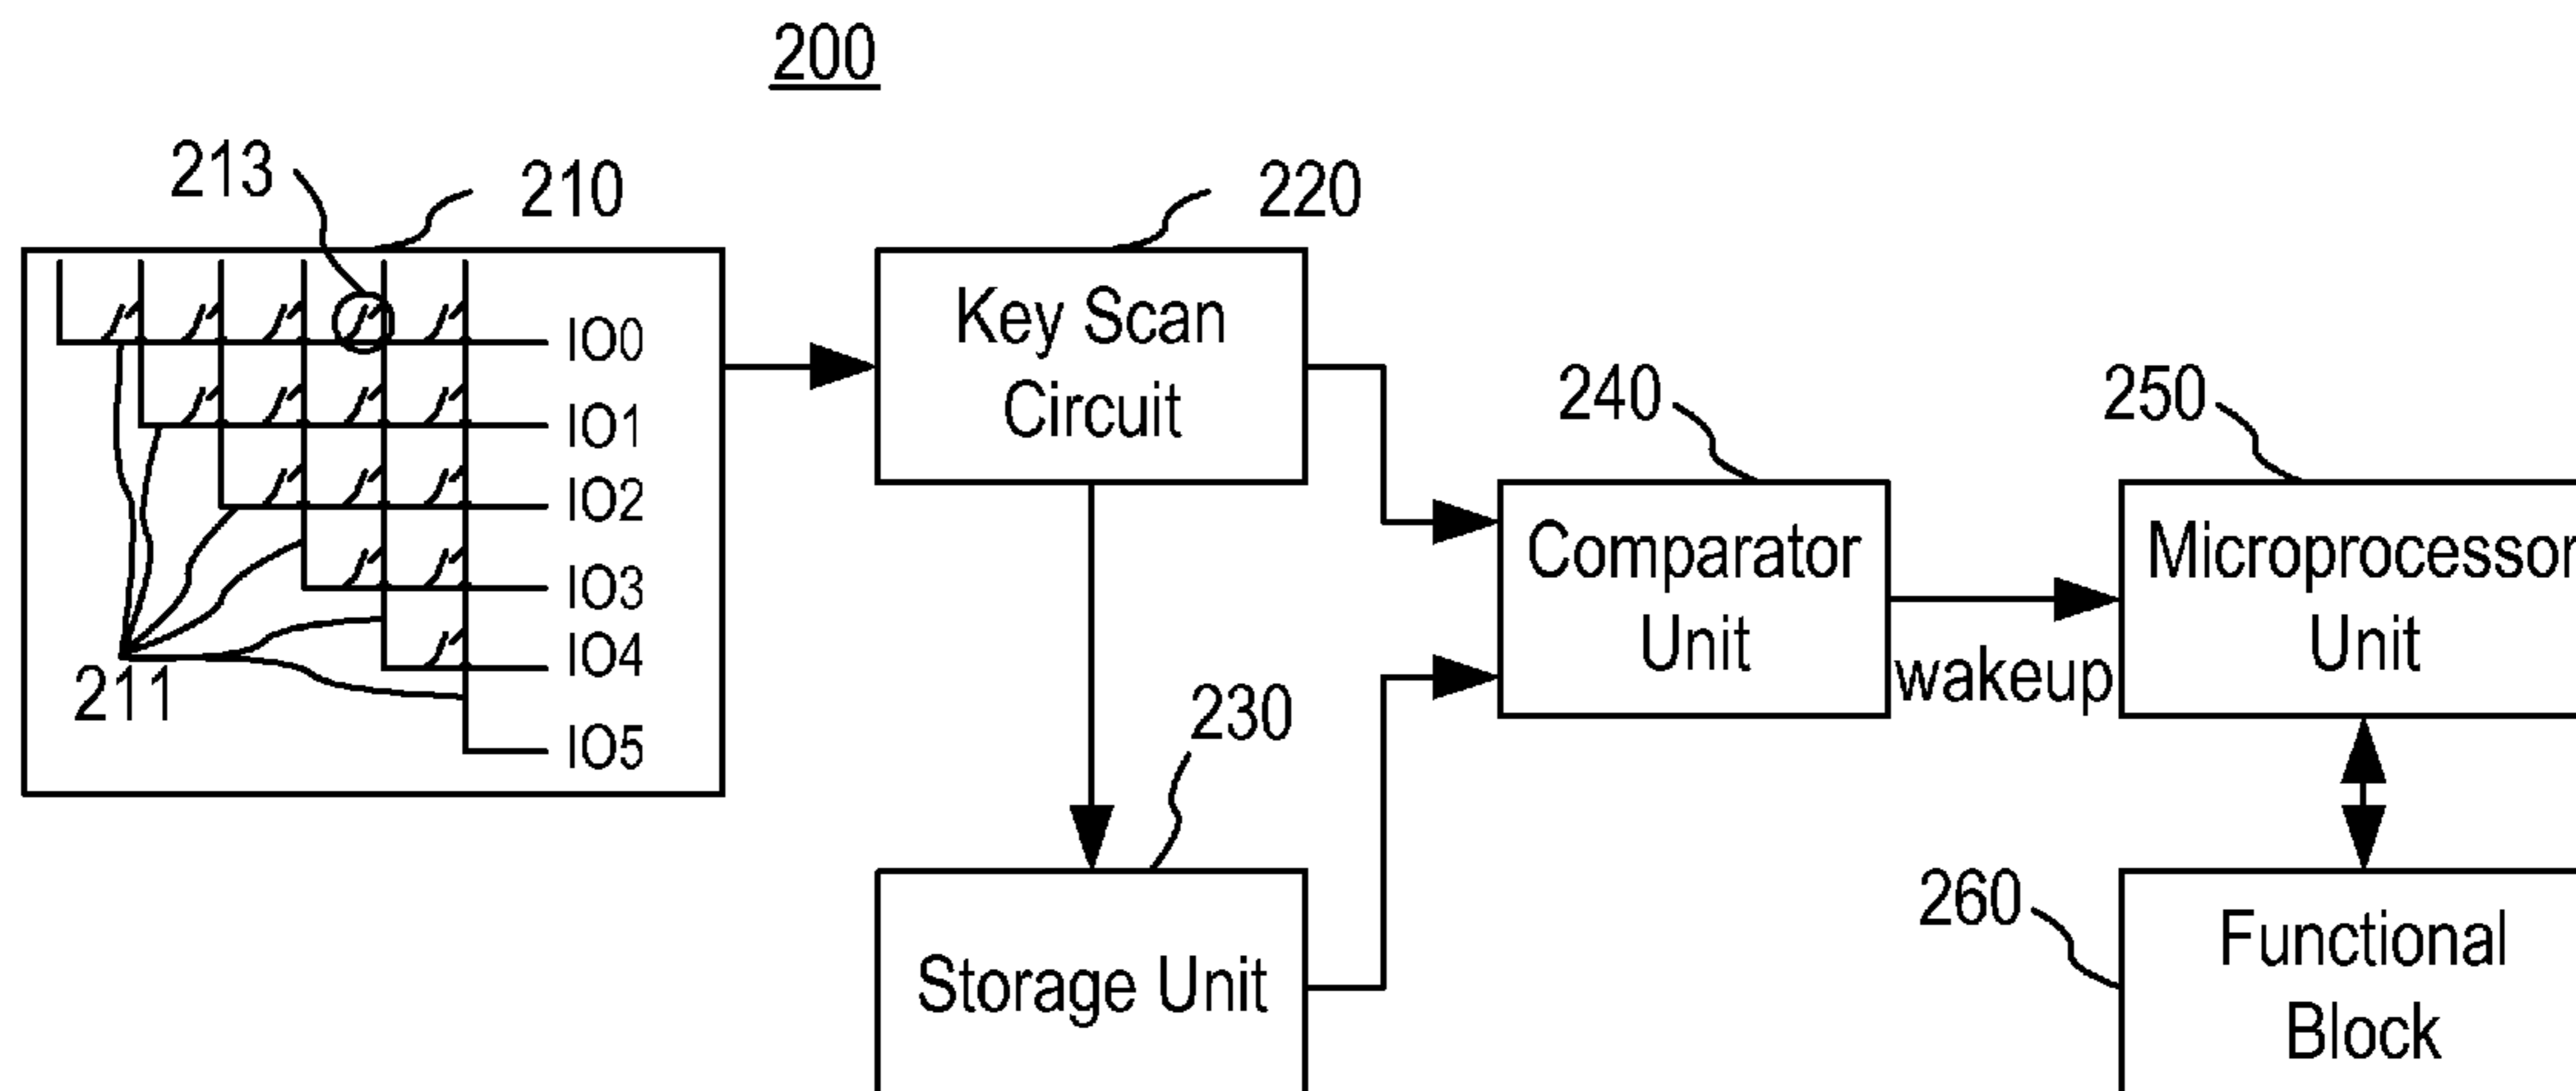 200
213
210
220
IO0
IO1
IO2
IO3
IO4
IO5
211
Key Scan
Circuit
240
250
Comparator
Unit
wakeup
Microprocessor
Unit
230
Storage Unit
260
Functional
Block